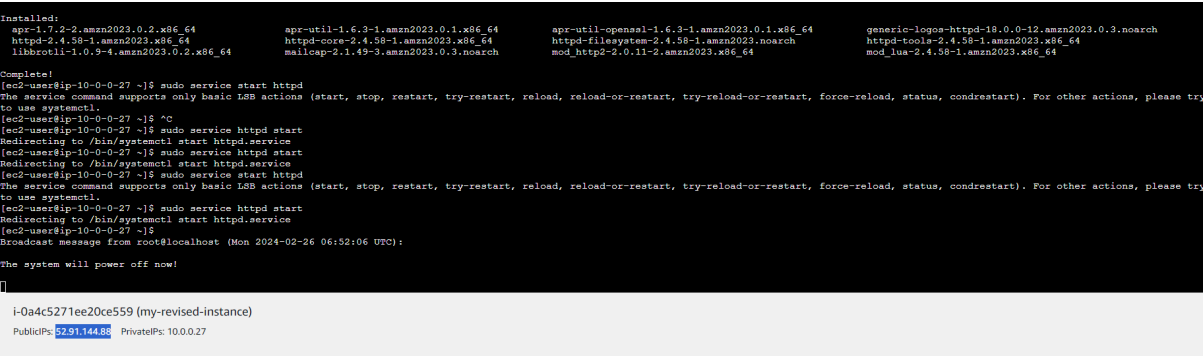 Installed:
apr-1.7.2-2.amzn2023.0.2.x86_64 apr-util-1.6.3-1.amzn2023.0.1.x86_64 apr-util-openssl-1.6.3-1.amzn2023.0.1.x86_64 generic-logos-httpd-18.0.0-12.amzn2023.0.3.noarch
httpd-2.4.58-1.amzn2023.x86_64 httpd-core-2.4.58-1.amzn2023.x86_64 httpd-filesystem-2.4.58-1.amzn2023.noarch httpd-tools-2.4.58-1.amzn2023.x86_64
libbrotli-1.0.9-4.amzn2023.0.2.x86_64 mailcap-2.1.49-3.amzn2023.0.3.noarch mod_http2-2.0.11-2.amzn2023.x86_64 mod_lua-2.4.58-1.amzn2023.x86_64
Complete!
[ec2-user@ip-10-0-0-27 ~]$ sudo service start httpd
The service command supports only basic LSB actions (start, stop, restart, try-restart, reload, reload-or-restart, try-reload-or-restart, force-reload, status, condrestart). For other actions, please try
to use systemctl.
[ec2-user@ip-10-0-0-27 ~]$ ^C
[ec2-user@ip-10-0-0-27 ~]$ sudo service httpd start
Redirecting to /bin/systemctl start httpd.service
[ec2-user@ip-10-0-0-27 ~]$ sudo service httpd start
Redirecting to /bin/systemctl start httpd.service
[ec2-user@ip-10-0-0-27 ~]$ sudo service start httpd
The service command supports only basic LSB actions (start, stop, restart, try-restart, reload, reload-or-restart, try-reload-or-restart, force-reload, status, condrestart). For other actions, please try
to use systemctl.
[ec2-user@ip-10-0-0-27 ~]$ sudo service httpd start
Redirecting to /bin/systemctl start httpd.service
[ec2-user@ip-10-0-0-27 ~]$
Broadcast message from root@localhost (Mon 2024-02-26 06:52:06 UTC):
The system will power off now!
i-0a4c5271ee20ce559 (my-revised-instance)
PublicIPs: 52.91.144.88 PrivateIPs: 10.0.0.27